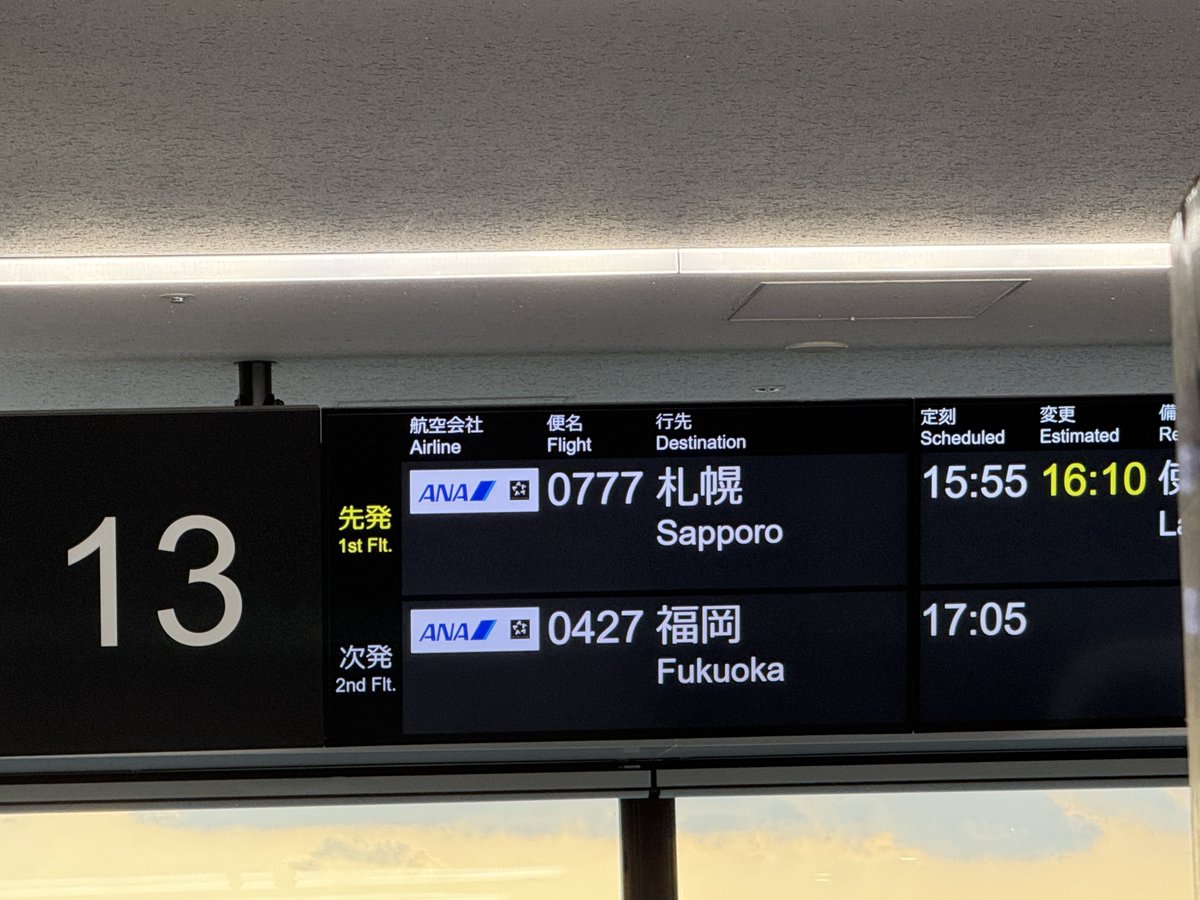 13
航空会社 便名 行先 定刻 変更 備
Airline Flight Destination Scheduled Estimated Re
先発 ANA 0777 札幌 15:55 16:10
1st Flt. Sapporo
次発 ANA 0427 福岡 17:05
2nd Flt. Fukuoka